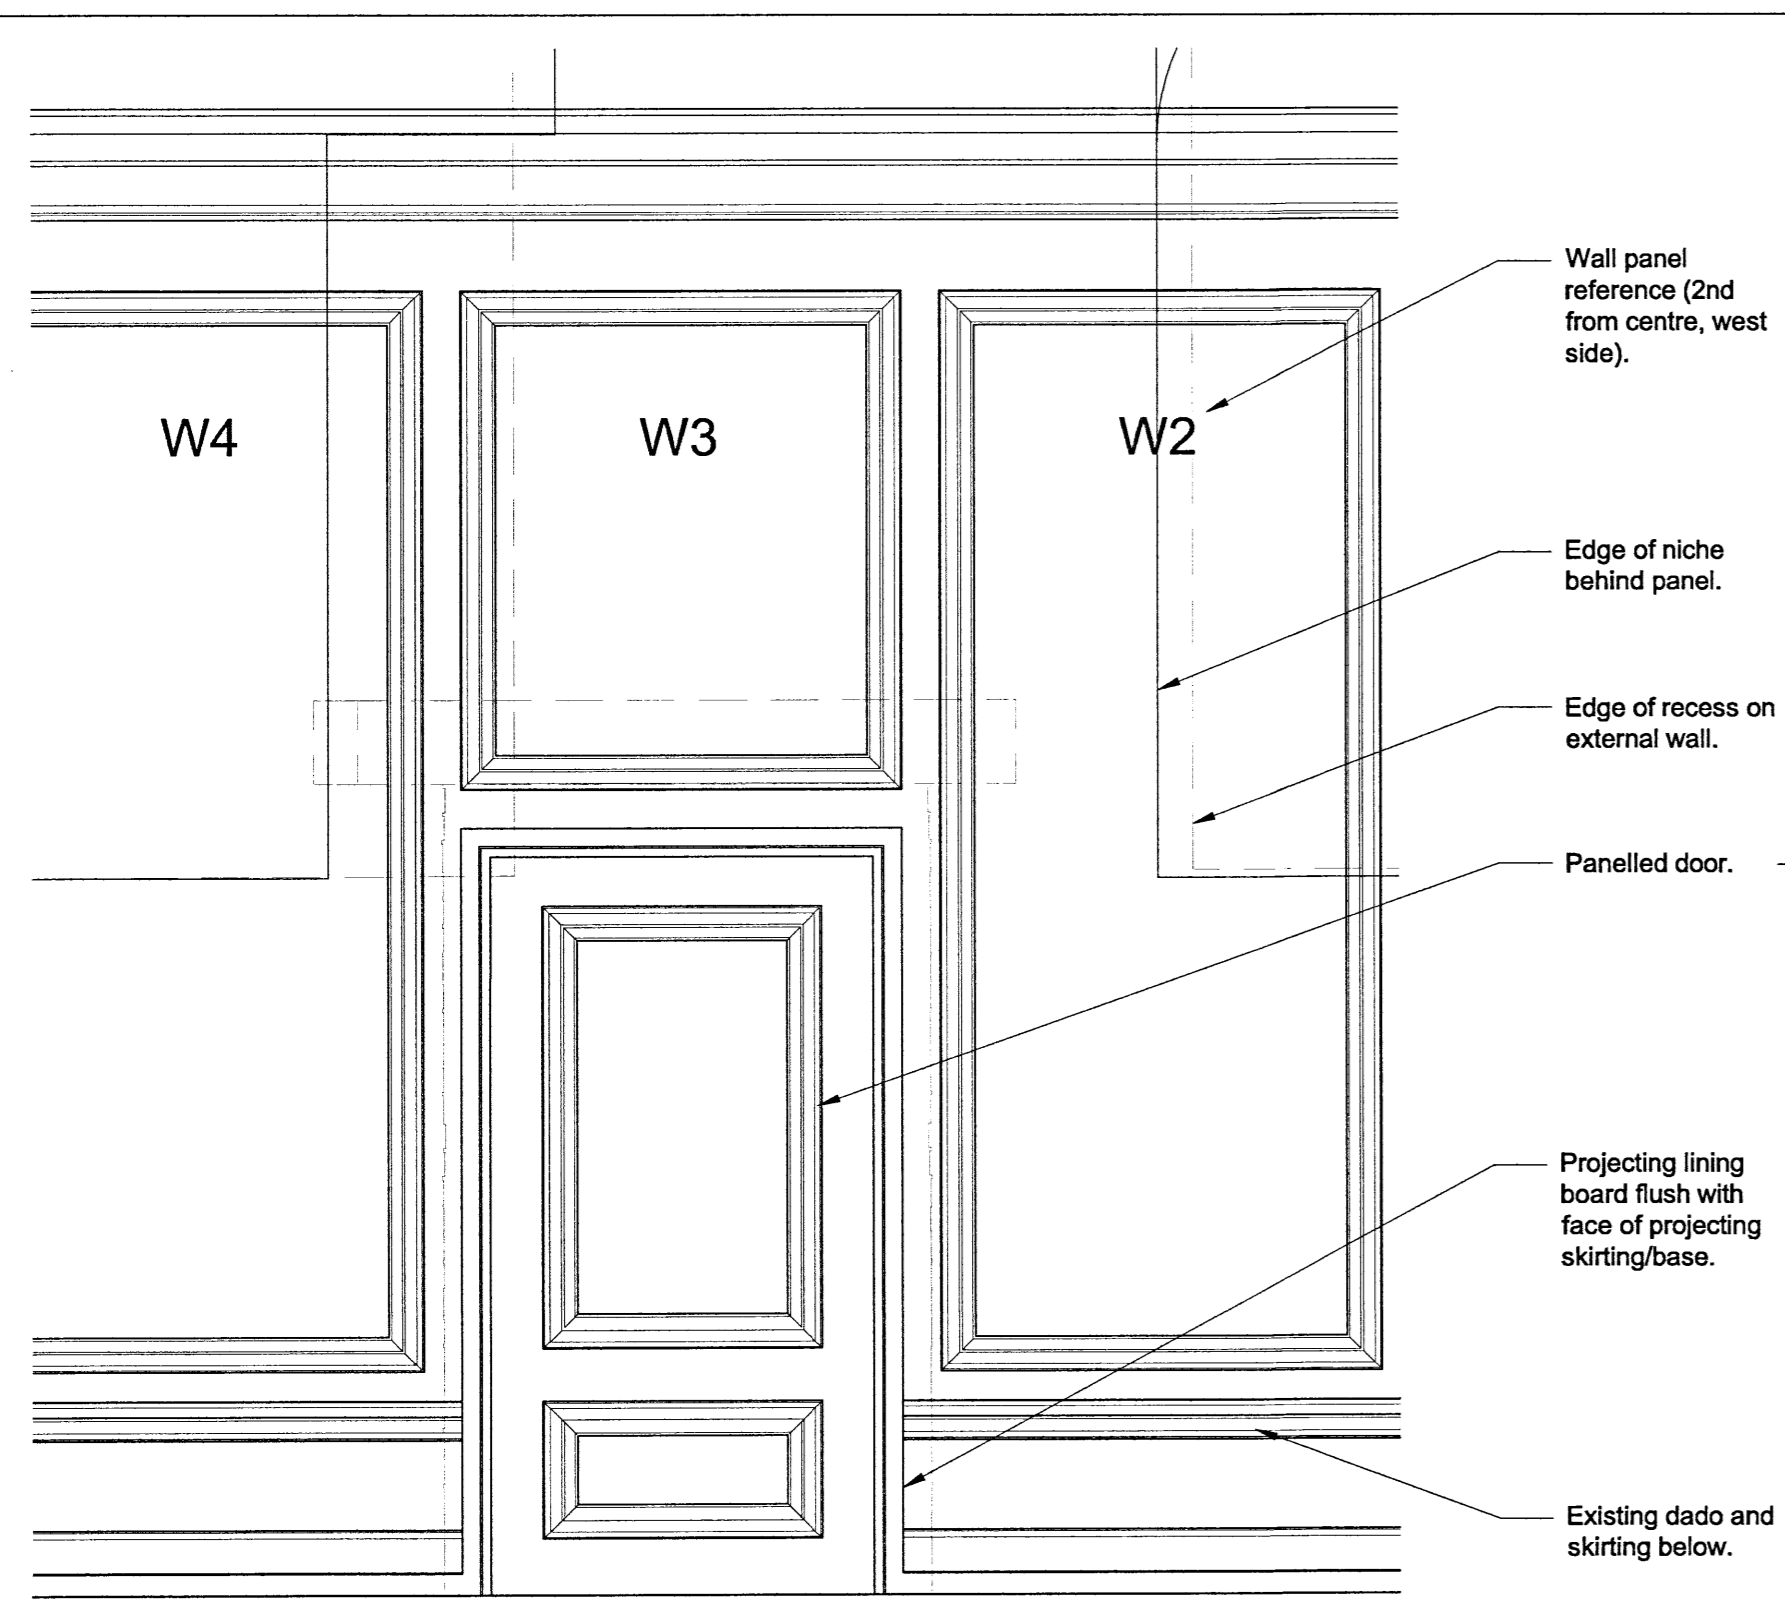 W4
W3
W2
Wall panel
reference (2nd
from centre, west
side).
Edge of niche
behind panel.
Edge of recess on
external wall.
Panelled door.
Projecting lining
board flush with
face of projecting
skirting/base.
Existing dado and
skirting below.